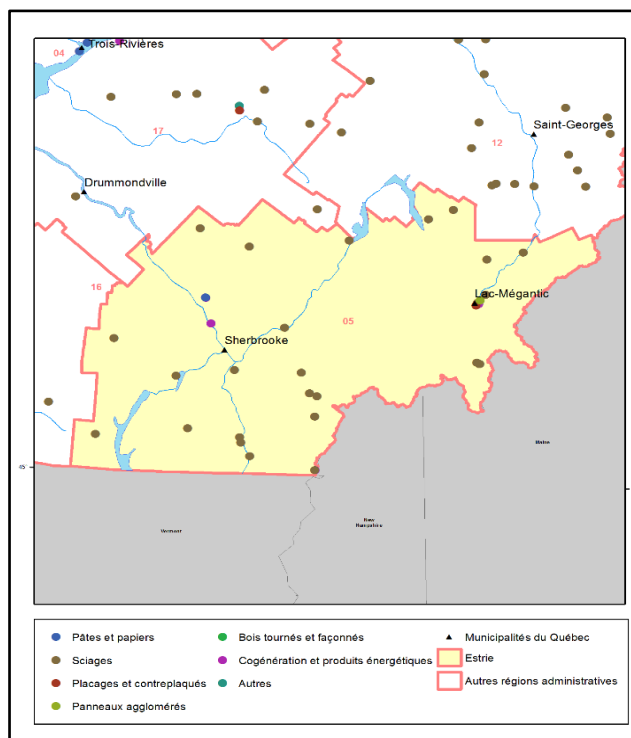 04
Trois-Rivières
17
12
Saint-Georges
Drummondville
16
05
Lac-Mégantic
Sherbrooke
45°
Maine
Vermont
New
Hampshire
Pâtes et papiers
Sciages
Placages et contreplaqués
Panneaux agglomérés
Bois tournés et façonnés
Cogénération et produits énergétiques
Autres
Municipalités du Québec
Estrie
Autres régions administratives